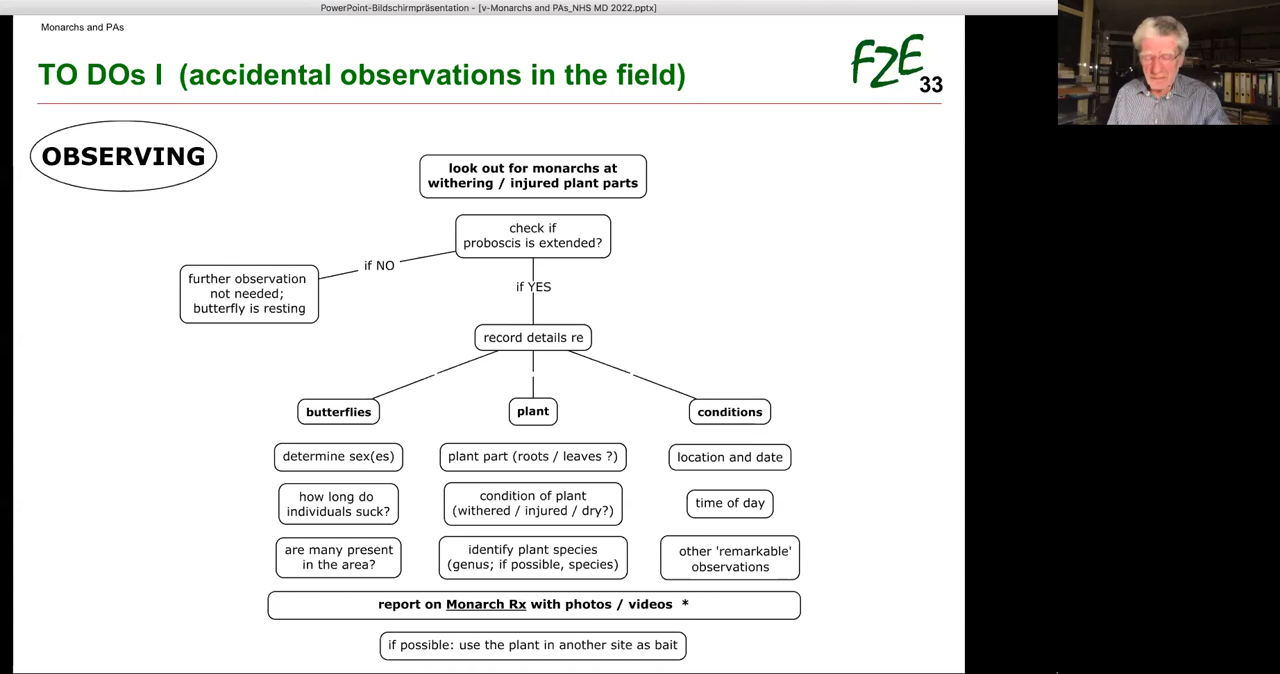 PowerPoint-Bildschirmpräsentation - [v-Monarchs and PAs_NHS MD 2022.pptx]
Monarchs and PAs
TO DOs I (accidental observations in the field)
FZE
33
OBSERVING
look out for monarchs at
withering / injured plant parts
check if
proboscis is extended?
if NO
further observation
not needed;
butterfly is resting
if YES
record details re
butterflies
plant
conditions
determine sex(es)
plant part (roots / leaves ?)
location and date
how long do
individuals suck?
condition of plant
(withered / injured / dry?)
time of day
are many present
in the area?
identify plant species
(genus; if possible, species)
other 'remarkable'
observations
report on Monarch Rx with photos / videos *
if possible: use the plant in another site as bait